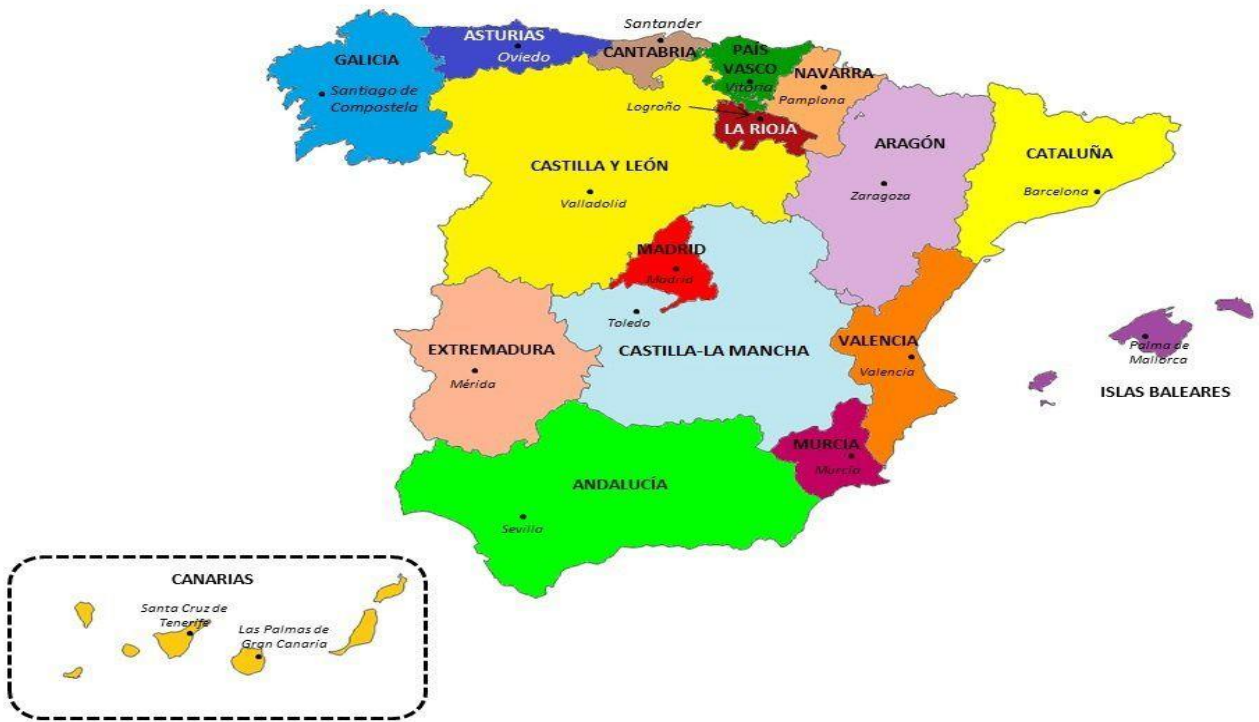 Santander
ASTURIAS
Oviedo
CANTABRIA
PAÍS
VASCO
Vitoria
GALICIA
Santiago de
Compostela
NAVARRA
Pamplona
Logroño
LA RIOJA
ARAGÓN
Zaragoza
CATALUÑA
Barcelona
CASTILLA Y LEÓN
Valladolid
MADRID
Madrid
Toledo
CASTILLA-LA MANCHA
EXTREMADURA
Mérida
VALENCIA
Valencia
Palma de
Mallorca
ISLAS BALEARES
MURCIA
Murcia
ANDALUCÍA
Sevilla
CANARIAS
Santa Cruz de
Tenerife
Las Palmas de
Gran Canaria